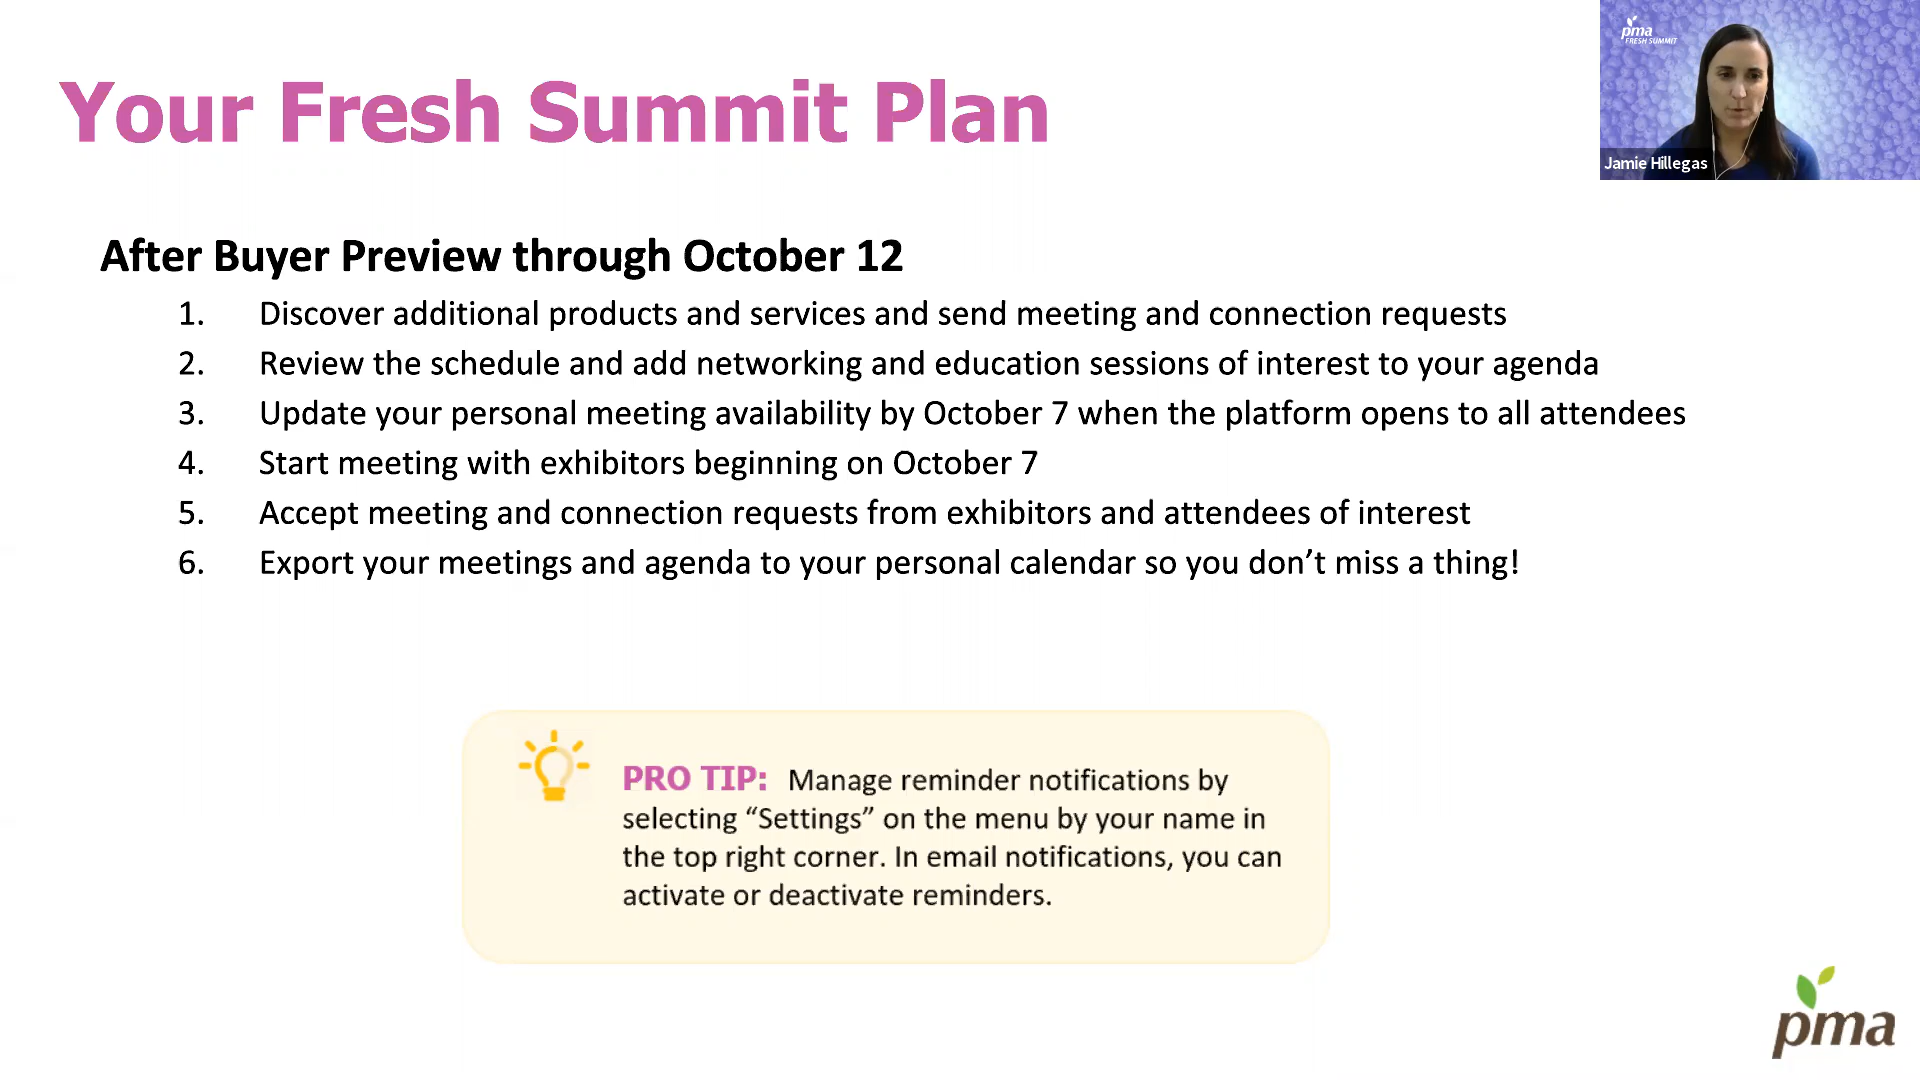 pma
FRESH SUMMIT
Your Fresh Summit Plan
Jamie Hillegas
After Buyer Preview through October 12
1. Discover additional products and services and send meeting and connection requests
2. Review the schedule and add networking and education sessions of interest to your agenda
3. Update your personal meeting availability by October 7 when the platform opens to all attendees
4. Start meeting with exhibitors beginning on October 7
5. Accept meeting and connection requests from exhibitors and attendees of interest
6. Export your meetings and agenda to your personal calendar so you don’t miss a thing!
PRO TIP: Manage reminder notifications by
selecting “Settings” on the menu by your name in
the top right corner. In email notifications, you can
activate or deactivate reminders.
pma